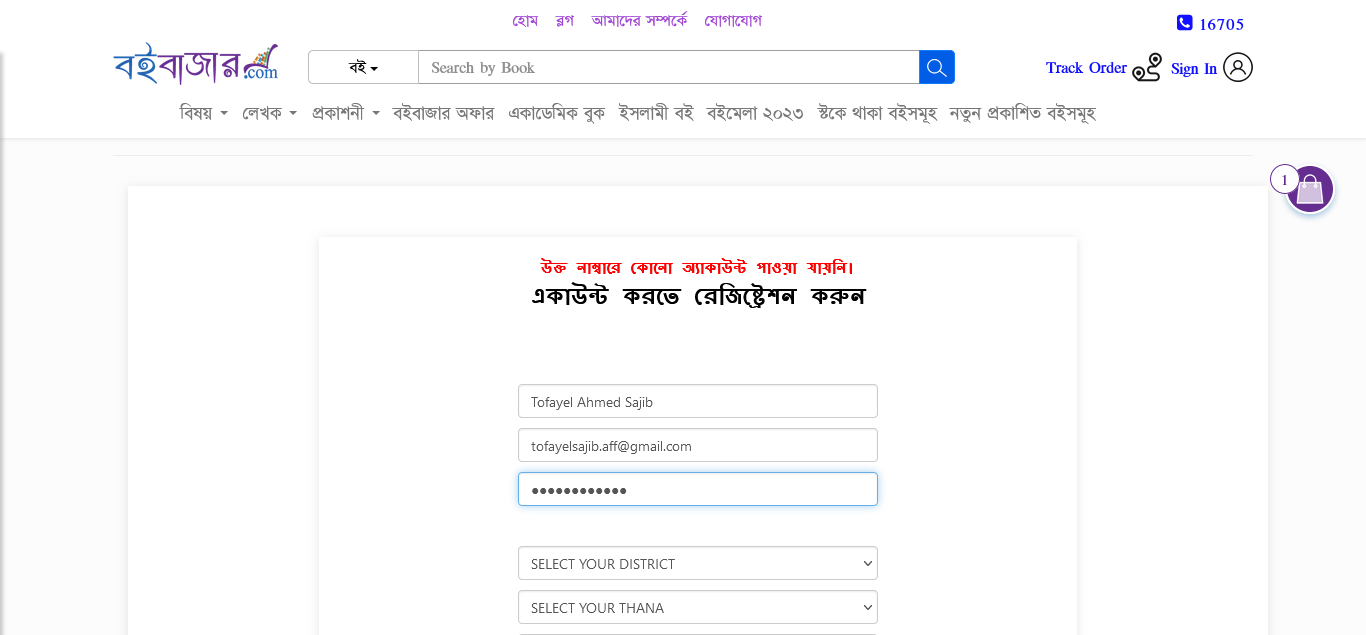 হোম ব্লগ আমাদের সম্পর্কে যোগাযোগ
16705
বইবাজার.com
বই Search by Book
Track Order Sign In
বিষয় লেখক প্রকাশনী বইবাজার অফার একাডেমিক বুক ইসলামী বই বইমেলা ২০২৩ স্টকে থাকা বইসমূহ নতুন প্রকাশিত বইসমূহ
1
উক্ত নাম্বারে কোনো অ্যাকাউন্ট পাওয়া যায়নি।
একাউন্ট করতে রেজিষ্ট্রেশন করুন
Tofayel Ahmed Sajib
tofayelsajib.aff@gmail.com
••••••••••••
SELECT YOUR DISTRICT
SELECT YOUR THANA